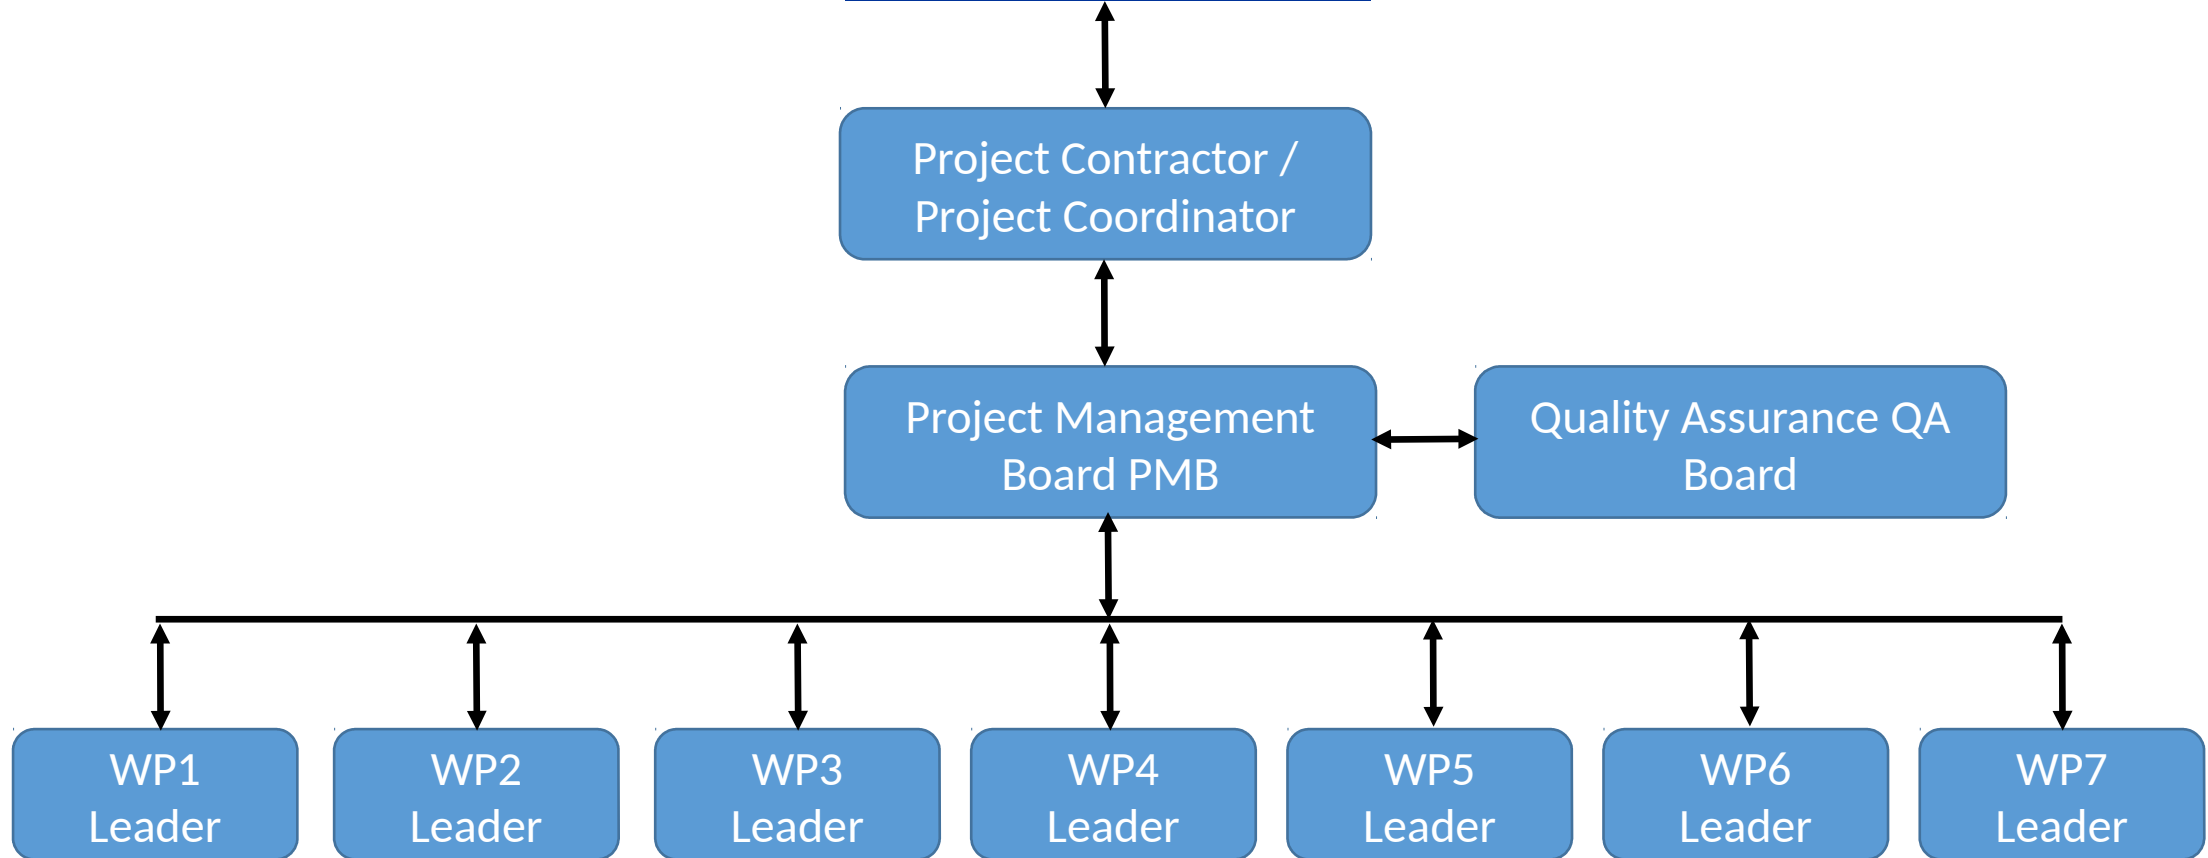 Project Contractor /
Project Coordinator
Project Management
Board PMB
Quality Assurance QA
Board
WP1
Leader
WP2
Leader
WP3
Leader
WP4
Leader
WP5
Leader
WP6
Leader
WP7
Leader